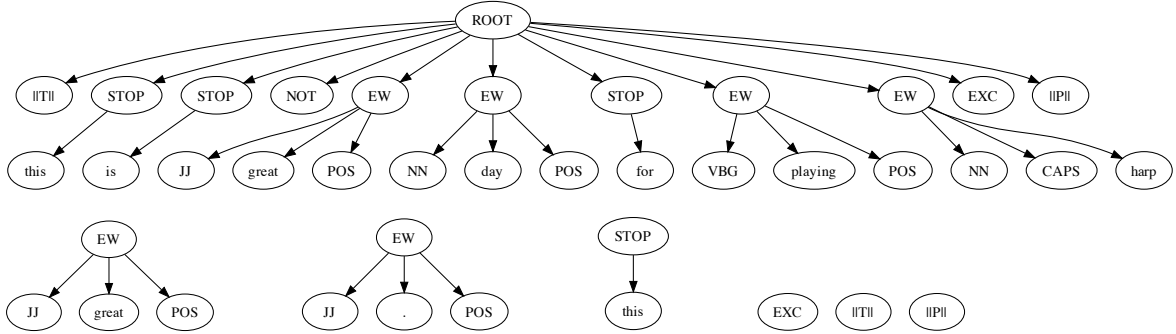 ROOT
||T|| STOP STOP NOT EW EW STOP EW EW EXC ||P||
this is JJ great POS NN day POS for VBG playing POS NN CAPS harp
EW EW STOP
JJ great POS JJ . POS this EXC ||T|| ||P||